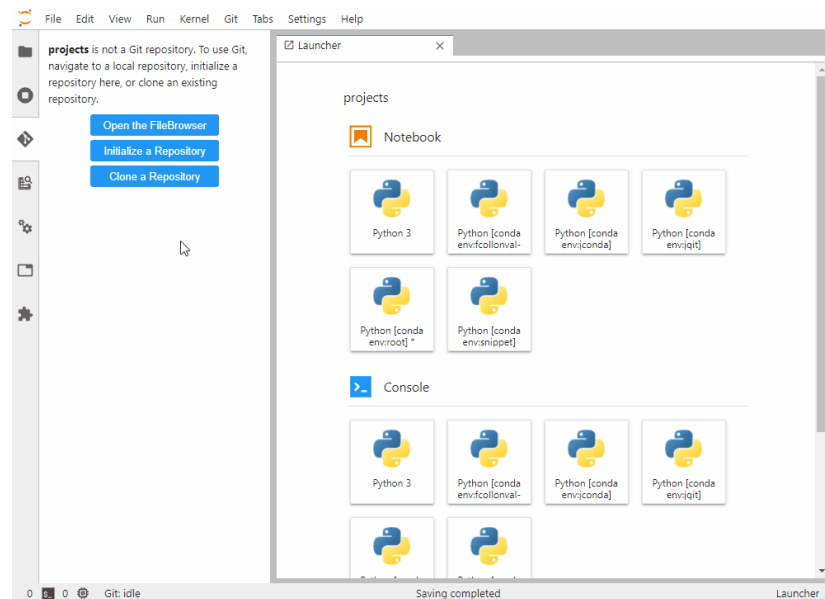 File Edit View Run Kernel Git Tabs Settings Help
projects is not a Git repository. To use Git,
navigate to a local repository, initialize a
repository here, or clone an existing
repository.
Open the FileBrowser
Initialize a Repository
Clone a Repository
Launcher
projects
Notebook
Python 3
Python [conda
env:fcollonval-
Python [conda
env:jconda]
Python [conda
env:jqit]
Python [conda
env:root] *
Python [conda
env:snippet]
Console
Python 3
Python [conda
env:fcollonval-
Python [conda
env:jconda]
Python [conda
env:jqit]
0 $_ 0 Git: idle
Saving completed
Launcher